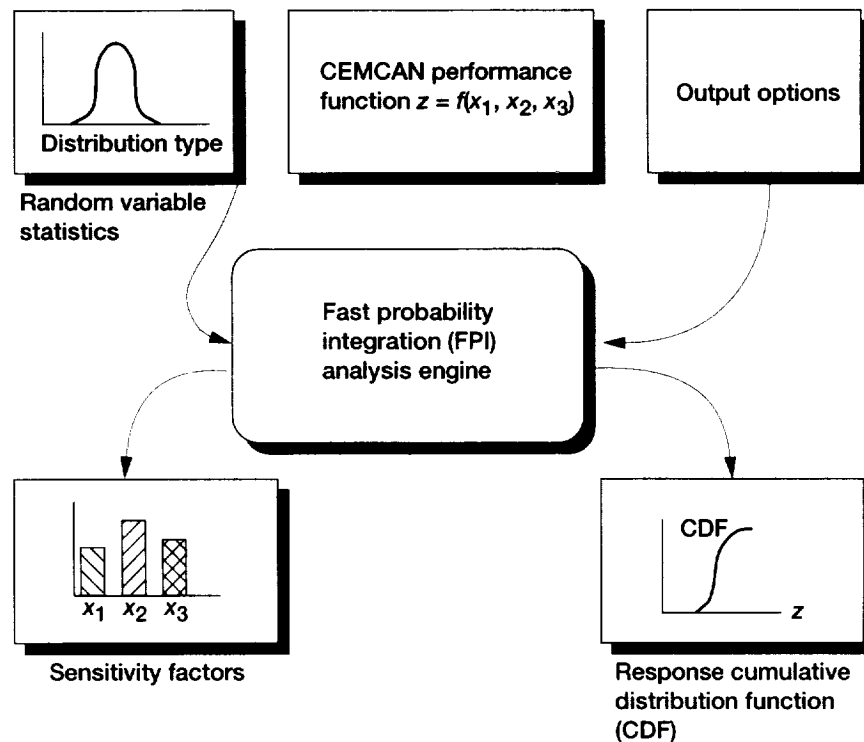 Distribution type
Random variable
statistics
CEMCAN performance
function z = f(x1, x2, x3)
Output options
Fast probability
integration (FPI)
analysis engine
x1 x2 x3
Sensitivity factors
CDF
z
Response cumulative
distribution function
(CDF)